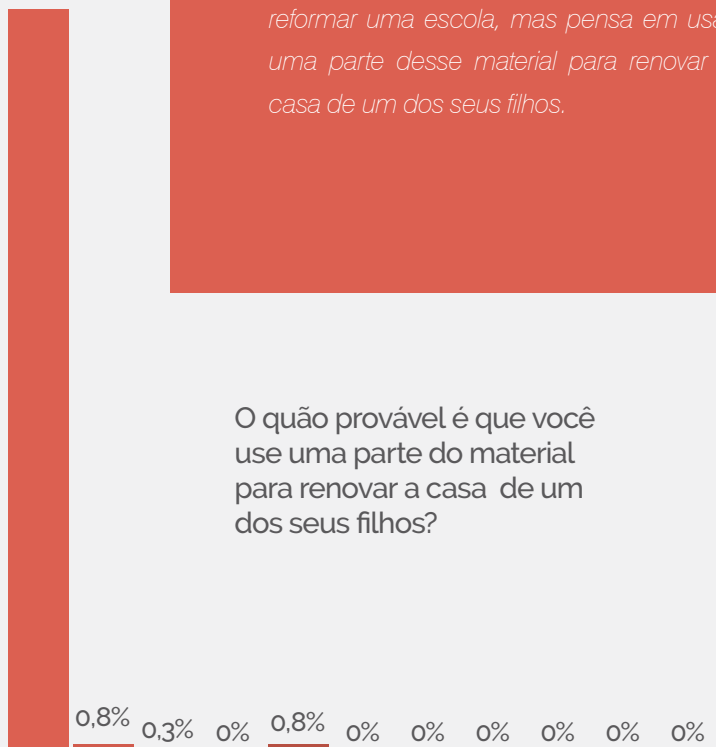 reformar uma escola, mas pensa em usa
uma parte desse material para renovar
casa de um dos seus filhos.
O quão provável é que você
use uma parte do material
para renovar a casa de um
dos seus filhos?
0,8% 0,3% 0% 0,8% 0% 0% 0% 0% 0% 0%